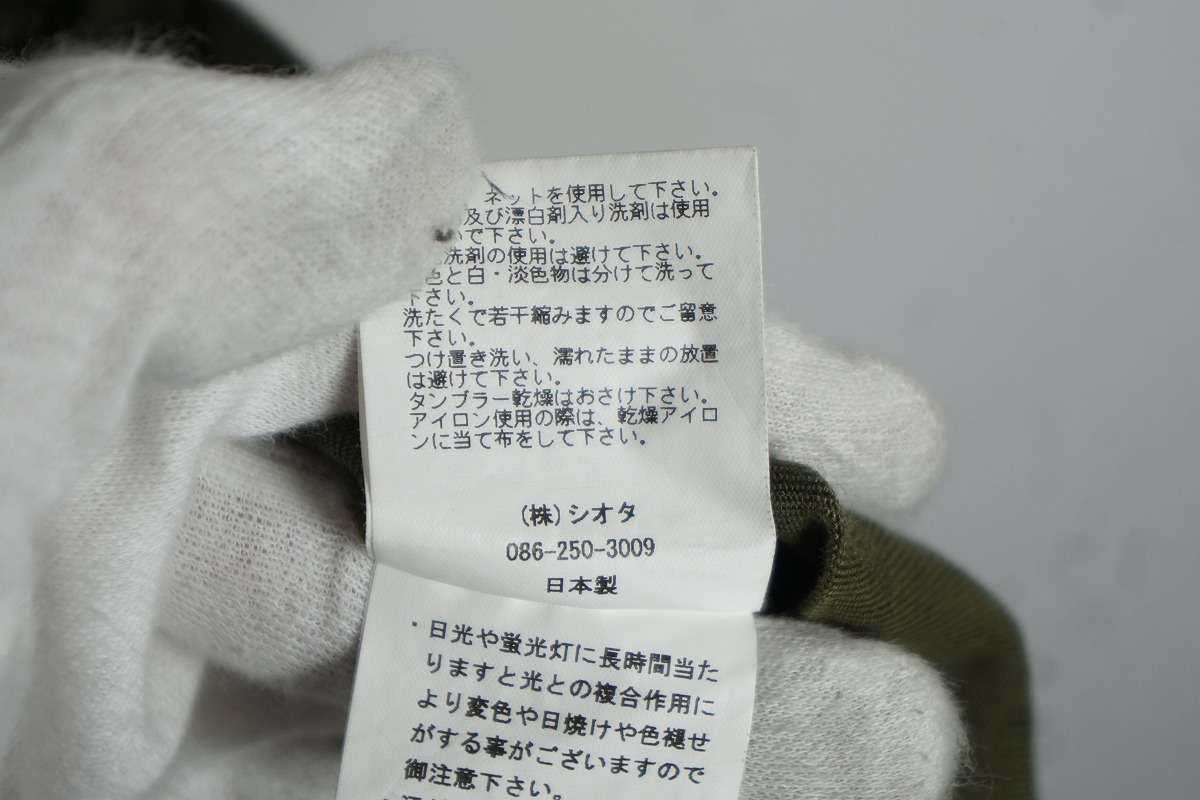 ネットを使用して下さい。
及び漂白剤入り洗剤は使用
いで下さい。
洗剤の使用は避けて下さい。
色と白・淡色物は分けて洗って
下さい。
洗たくで若干縮みますのでご留意
下さい。
つけ置き洗い、濡れたままの放置
は避けて下さい。
タンブラー乾燥はおさけ下さい。
アイロン使用の際は、乾燥アイロ
ンに当て布をして下さい。
(株)シオタ
086-250-3009
日本製
・日光や蛍光灯に長時間当た
りますと光との複合作用に
より変色や日焼けや色褪せ
がする事がございますので
御注意下さい。